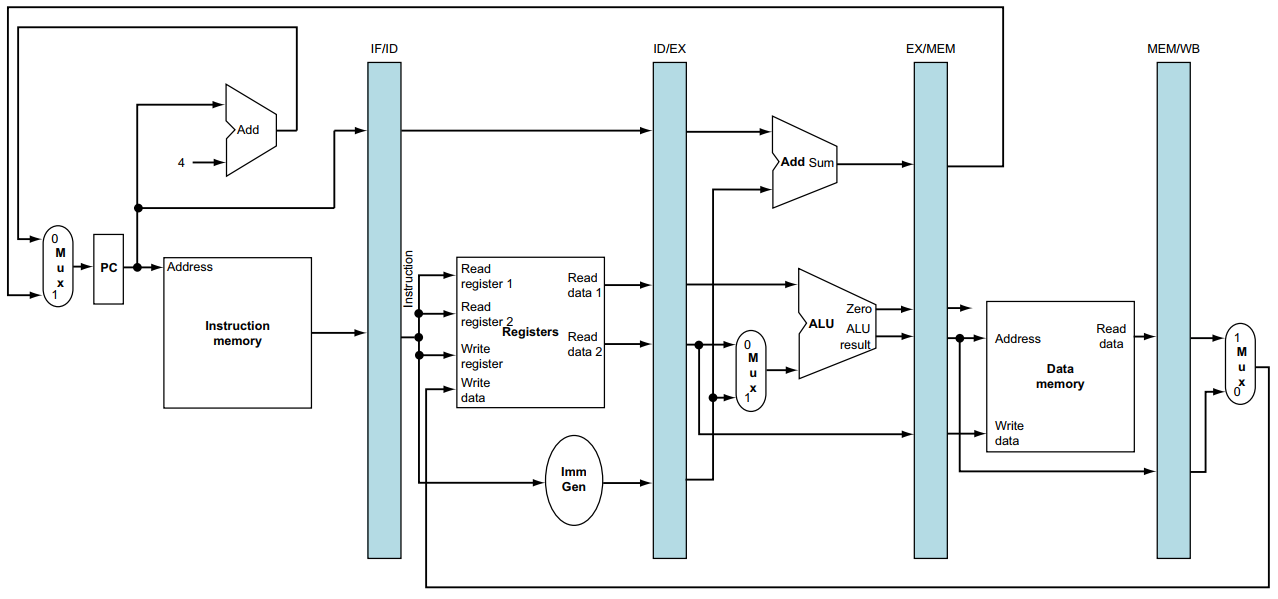 IF/ID
ID/EX
EX/MEM
MEM/WB
Add
4
Add Sum
0
M
u
x
1
PC
Address
Instruction
memory
Instruction
Read
register 1
Read
register 2
Registers
Write
register
Write
data
Read
data 1
Read
data 2
Imm
Gen
0
M
u
x
1
Zero
ALU
ALU
result
Address
Read
data
Data
memory
Write
data
1
M
u
x
0